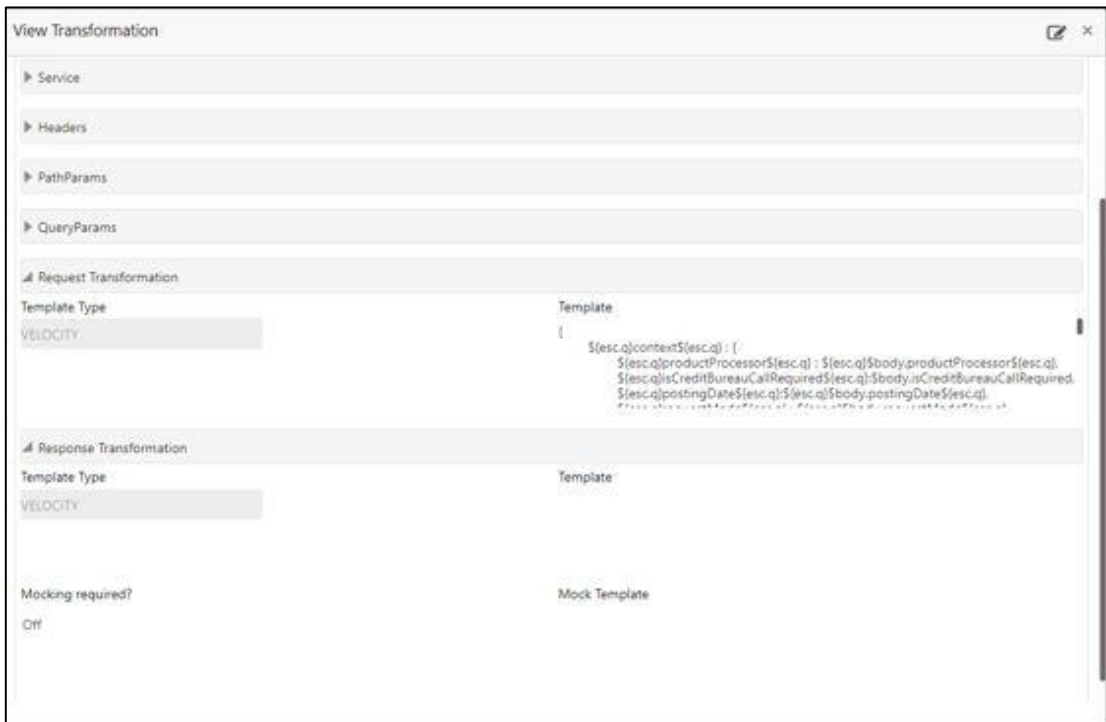 View Transformation
Service
Headers
PathParams
QueryParams
Request Transformation
Template Type
Template
VELOCITY
{
${esc.q}context${esc.q} : {
${esc.q}productProcessor${esc.q} : ${esc.q}$body.productProcessor${esc.q},
${esc.q}isCreditBureauCallRequired${esc.q}:$body.isCreditBureauCallRequired,
${esc.q}postingDate${esc.q}:${esc.q}$body.postingDate${esc.q},
Response Transformation
Template Type
Template
VELOCITY
Mocking required?
Mock Template
Off